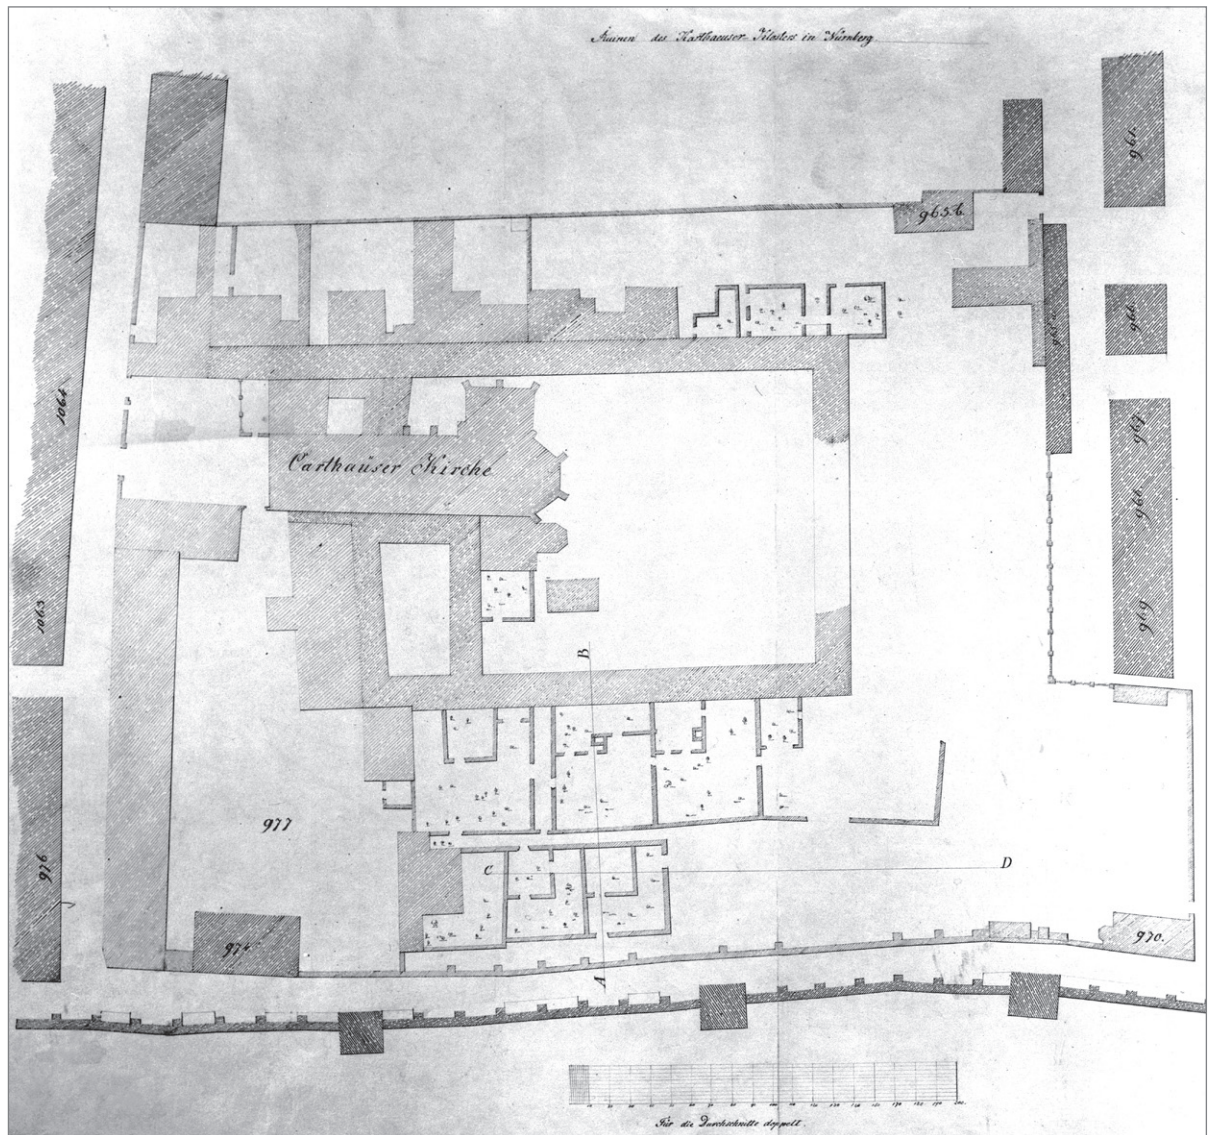 Ruinen des Karthaeuser-Klosters in Nürnberg
961.
965.b.
1064
Carthaüser Kirche
967
968
969
1063
B
977
976
C
D
974
970.
A
Für die Durchschnitte doppelt.